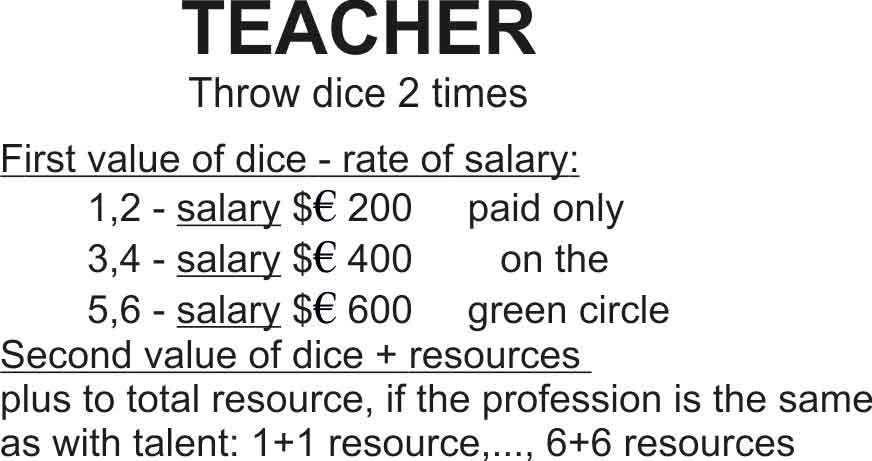 TEACHER
Throw dice 2 times
First value of dice - rate of salary:
1,2 - salary $€ 200 paid only
3,4 - salary $€ 400 on the
5,6 - salary $€ 600 green circle
Second value of dice + resources
plus to total resource, if the profession is the same
as with talent: 1+1 resource,..., 6+6 resources